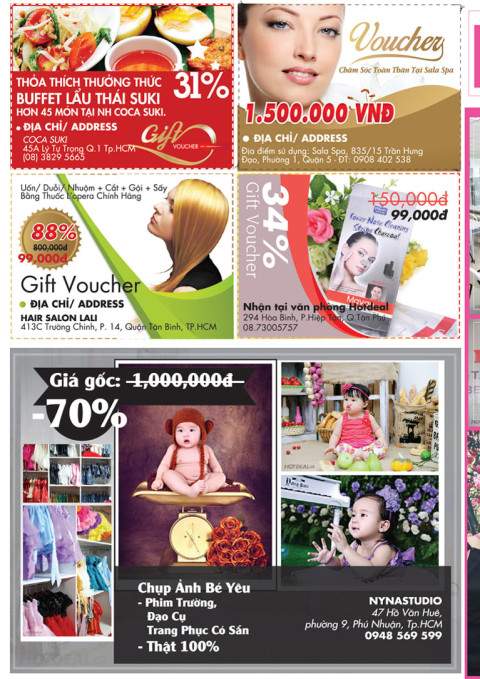 THỎA THÍCH THƯỞNG THỨC
BUFFET LẨU THÁI SUKI
HƠN 45 MÓN TẠI NH COCA SUKI.
31%
• ĐỊA CHỈ/ ADDRESS
COCA SUKI
45A Lý Tự Trọng Q.1 Tp.HCM
(08) 3829 5663
Gift
VOUCHER
Voucher
Chăm Sóc Toàn Thân Tại Sala Spa
1.500.000 VNĐ
• ĐỊA CHỈ/ ADDRESS
Địa điểm sử dụng: Sala Spa, 835/15 Trần Hưng
Đạo, Phường 1, Quận 5 - ĐT: 0908 402 538
Uốn/ Duỗi/ Nhuộm + Cắt + Gội + Sấy
Bằng Thuốc L'opera Chính Hãng
88%
800,000đ
99,000đ
Gift Voucher
• ĐỊA CHỈ/ ADDRESS
HAIR SALON LALI
413C Trường Chinh, P. 14, Quận Tân Bình, TP.HCM
34%
Gift Voucher
150,000đ
99,000đ
Nose Cleaning
Strips Charcoal
Nhận tại văn phòng Hotdeal
294 Hòa Bình, P.Hiệp Tân, Q.Tân Phú
08.73005757
Giá gốc: 1,000,000đ
-70%
Chụp Ảnh Bé Yêu
- Phim Trường,
Đạo Cụ
Trang Phục Có Sẵn
- Thật 100%
NYNASTUDIO
47 Hồ Văn Huê,
phường 9, Phú Nhuận, Tp.HCM
0948 569 599